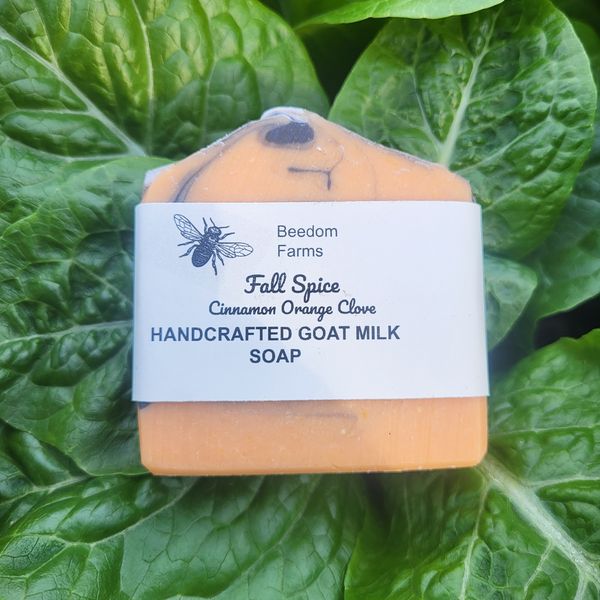 Beedom
Farms
Fall Spice
Cinnamon Orange Clove
HANDCRAFTED GOAT MILK
SOAP